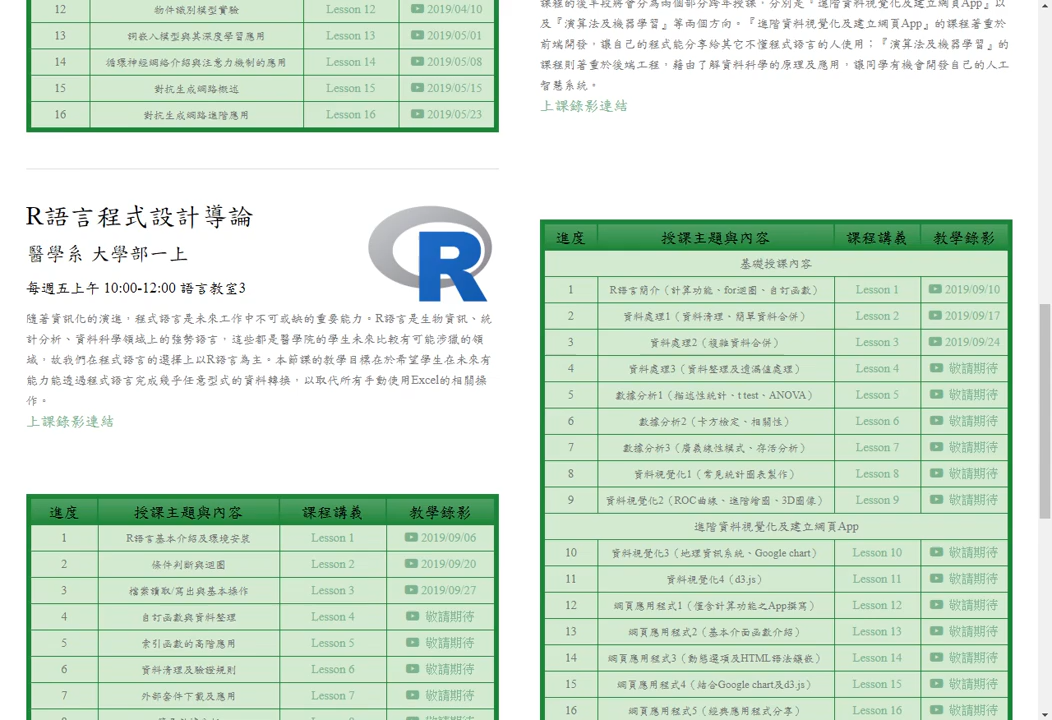 12 物件識別模型實驗 Lesson 12 2019/04/10
13 詞嵌入模型與其深度學習應用 Lesson 13 2019/05/01
14 循環神經網絡介紹與注意力機制的應用 Lesson 14 2019/05/08
15 對抗生成網路概述 Lesson 15 2019/05/15
16 對抗生成網路進階應用 Lesson 16 2019/05/23
R語言程式設計導論
醫學系 大學部一上
每週五上午 10:00-12:00 語言教室3
隨著資訊化的演進，程式語言是未來工作中不可或缺的重要能力。R語言是生物資訊、統
計分析、資料科學領域上的強勢語言，這些都是醫學院的學生未來比較有可能涉獵的領
域，故我們在程式語言的選擇上以R語言為主。本節課的教學目標在於希望學生在未來有
能力能透過程式語言完成幾乎任意型式的資料轉換，以取代所有手動使用Excel的相關操
作。
上課錄影連結
R
進度 授課主題與內容 課程講義 教學錄影
1 R語言基本介紹及環境安裝 Lesson 1 2019/09/06
2 條件判斷與迴圈 Lesson 2 2019/09/20
3 檔案讀取/寫出與基本操作 Lesson 3 2019/09/27
4 自訂函數與資料整理 Lesson 4 敬請期待
5 索引函數的高階應用 Lesson 5 敬請期待
6 資料清理及驗證規則 Lesson 6 敬請期待
7 外部套件下載及應用 Lesson 7 敬請期待
課程的後半段將會分為兩個部分跨年授課，分別是『進階資料視覺化及建立網頁App』以
及『演算法及機器學習』等兩個方向。『進階資料視覺化及建立網頁App』的課程著重於
前端開發，讓自己的程式能分享給其它不懂程式語言的人使用；『演算法及機器學習』的
課程則著重於後端工程，藉由了解資料科學的原理及應用，讓同學有機會開發自己的人工
智慧系統。
上課錄影連結
進度 授課主題與內容 課程講義 教學錄影
基礎授課內容
1 R語言簡介（計算功能、for迴圈、自訂函數） Lesson 1 2019/09/10
2 資料處理1（資料清理、簡單資料合併） Lesson 2 2019/09/17
3 資料處理2（複雜資料合併） Lesson 3 2019/09/24
4 資料處理3（資料整理及遺漏值處理） Lesson 4 敬請期待
5 數據分析1（描述性統計、t test、ANOVA） Lesson 5 敬請期待
6 數據分析2（卡方檢定、相關性） Lesson 6 敬請期待
7 數據分析3（廣義線性模式、存活分析） Lesson 7 敬請期待
8 資料視覺化1（常見統計圖表製作） Lesson 8 敬請期待
9 資料視覺化2（ROC曲線、進階繪圖、3D圖像） Lesson 9 敬請期待
進階資料視覺化及建立網頁App
10 資料視覺化3（地理資訊系統、Google chart） Lesson 10 敬請期待
11 資料視覺化4（d3.js） Lesson 11 敬請期待
12 網頁應用程式1（僅含計算功能之App撰寫） Lesson 12 敬請期待
13 網頁應用程式2（基本介面函數介紹） Lesson 13 敬請期待
14 網頁應用程式3（動態選項及HTML語法鑲嵌） Lesson 14 敬請期待
15 網頁應用程式4（結合Google chart及d3.js） Lesson 15 敬請期待
16 網頁應用程式5（經典應用程式分享） Lesson 16 敬請期待